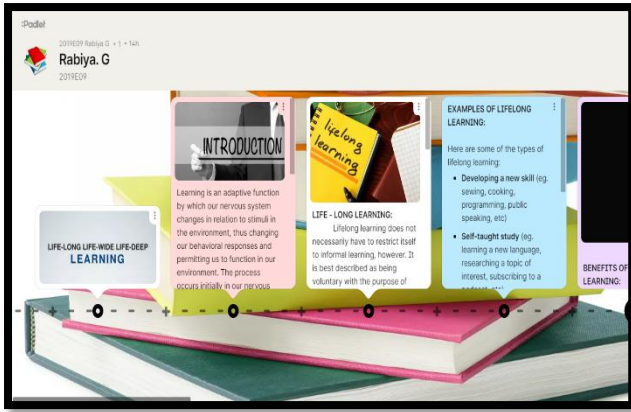 :Padlet
2019E09 Rabiya G • 1 • 14h
Rabiya. G
2019E09
LIFE-LONG LIFE-WIDE LIFE-DEEP
LEARNING
INTRODUCTION
Learning is an adaptive function
by which our nervous system
changes in relation to stimuli in
the environment, thus changing
our behavioral responses and
permitting us to function in our
environment. The process
occurs initially in our nervous
lifelong
learning
LIFE - LONG LEARNING:
Lifelong learning does not
necessarily have to restrict itself
to informal learning, however. It
is best described as being
voluntary with the purpose of
EXAMPLES OF LIFELONG
LEARNING:
Here are some of the types of
lifelong learning:
• Developing a new skill (eg.
sewing, cooking,
programming, public
speaking, etc)
• Self-taught study (eg.
learning a new language,
researching a topic of
interest, subscribing to a
podcast, etc)
BENEFITS OF
LEARNING: